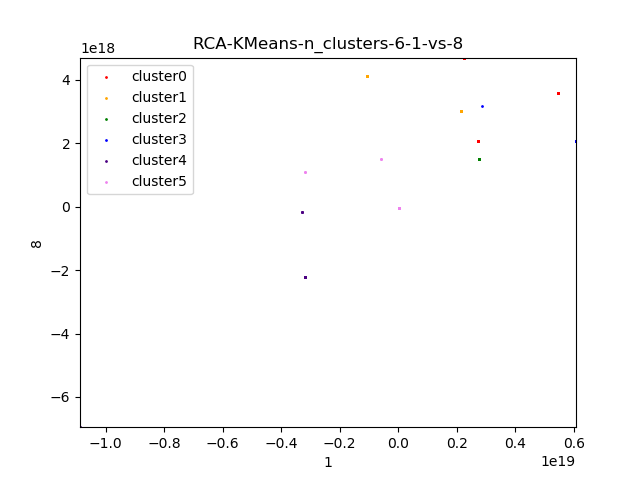 RCA-KMeans-n_clusters-6-1-vs-8
1e18
cluster0
cluster1
cluster2
cluster3
cluster4
cluster5
4
2
0
−2
−4
−6
8
−1.0 −0.8 −0.6 −0.4 −0.2 0.0 0.2 0.4 0.6
1
1e19